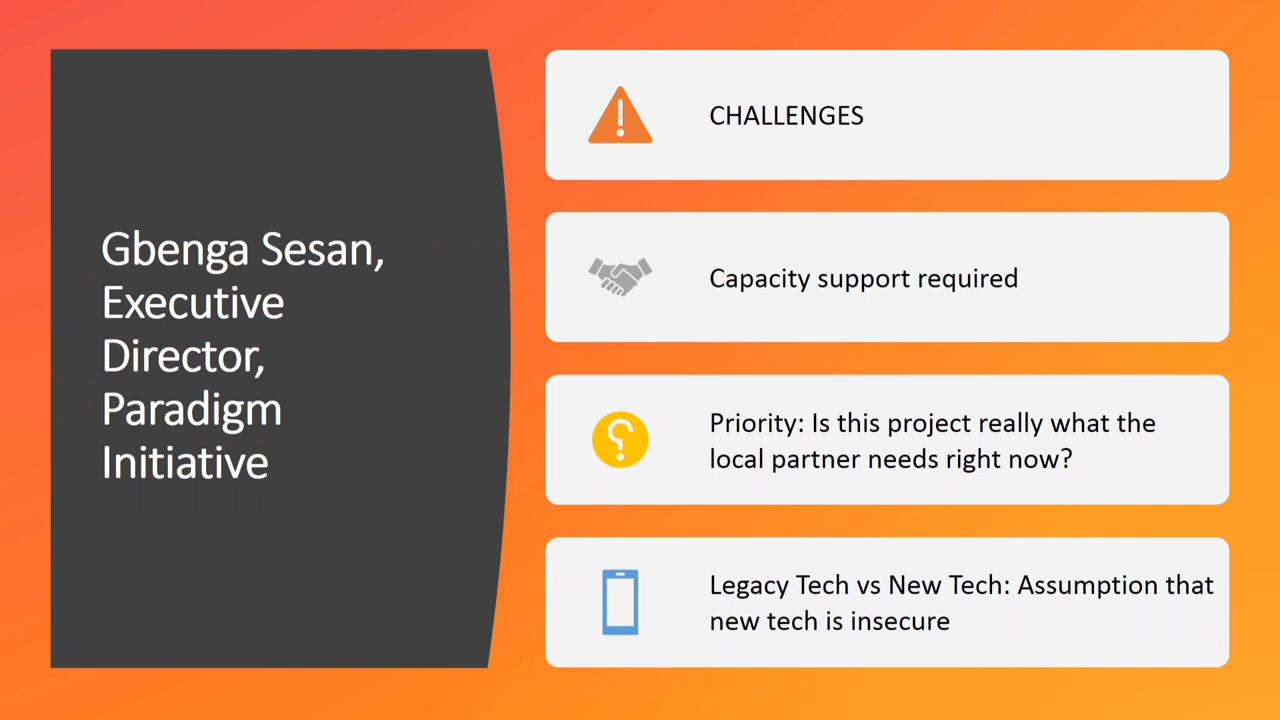 Gbenga Sesan,
Executive
Director,
Paradigm
Initiative
CHALLENGES
Capacity support required
Priority: Is this project really what the
local partner needs right now?
Legacy Tech vs New Tech: Assumption that
new tech is insecure